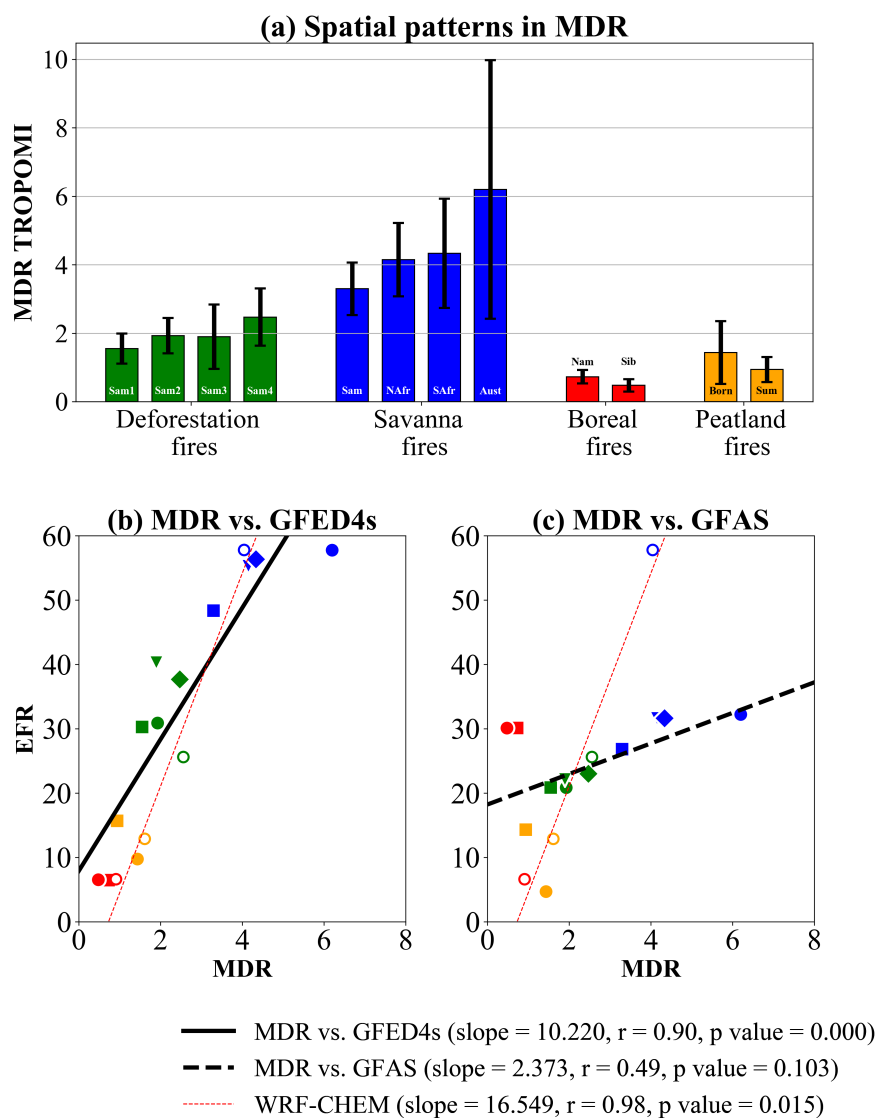 (a) Spatial patterns in MDR
MDR TROPOMI
10
8
6
4
2
0
Sam1
Sam2
Sam3
Sam4
Sam
NAfr
SAfr
Aust
Nam
Sib
Born
Sum
Deforestation
fires
Savanna
fires
Boreal
fires
Peatland
fires
(b) MDR vs. GFED4s
EFR
60
50
40
30
20
10
0
0 2 4 6 8
MDR
(c) MDR vs. GFAS
60
50
40
30
20
10
0
0 2 4 6 8
MDR
MDR vs. GFED4s (slope = 10.220, r = 0.90, p value = 0.000)
MDR vs. GFAS (slope = 2.373, r = 0.49, p value = 0.103)
WRF-CHEM (slope = 16.549, r = 0.98, p value = 0.015)